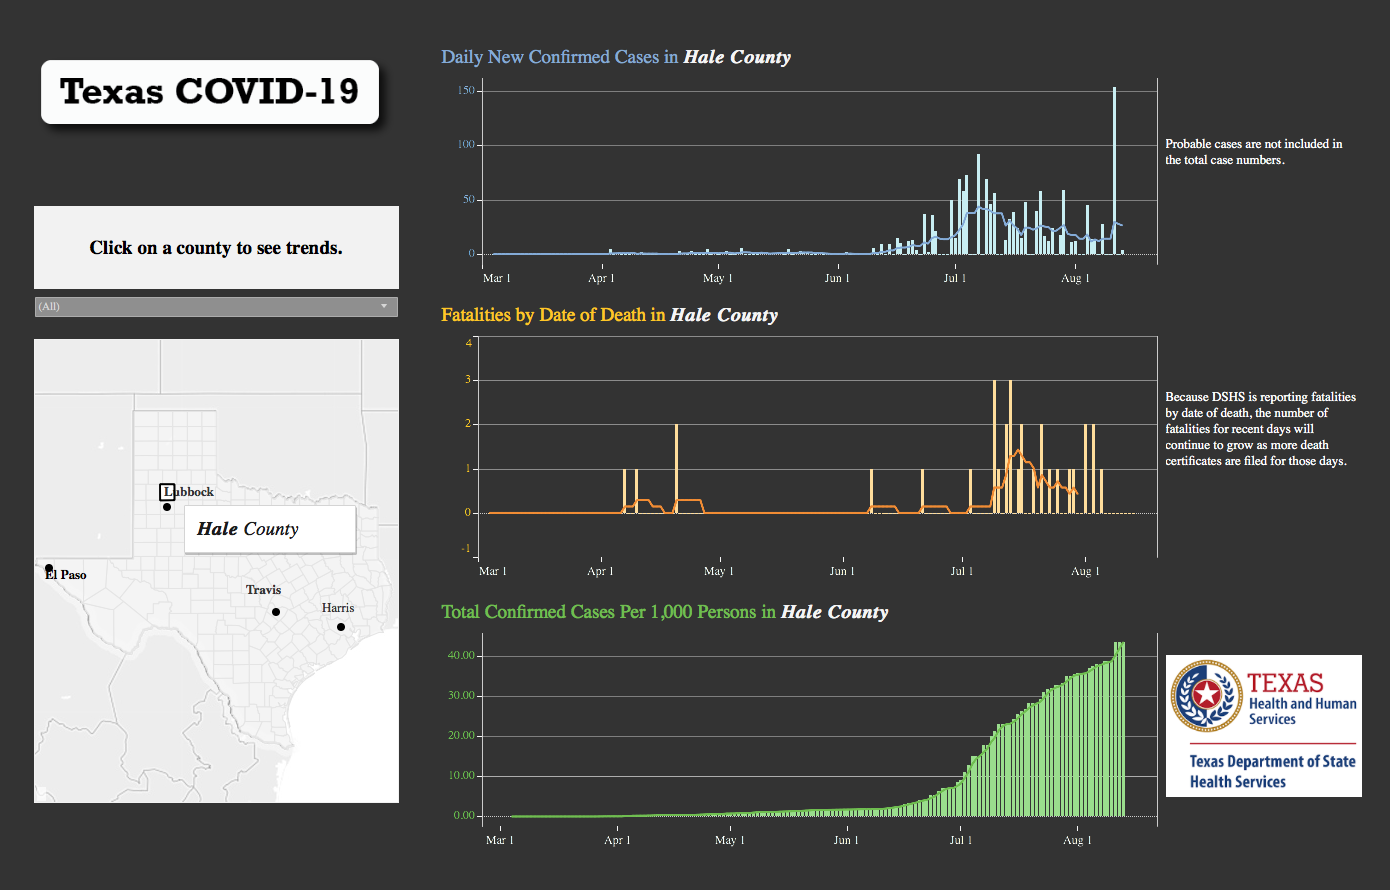 Texas COVID-19
Click on a county to see trends.
(All)
Lubbock
Hale County
El Paso
Travis
Harris
Daily New Confirmed Cases in Hale County
150
100
50
0
Mar 1
Apr 1
May 1
Jun 1
Jul 1
Aug 1
Probable cases are not included in
the total case numbers.
Fatalities by Date of Death in Hale County
4
3
2
1
0
-1
Mar 1
Apr 1
May 1
Jun 1
Jul 1
Aug 1
Because DSHS is reporting fatalities
by date of death, the number of
fatalities for recent days will
continue to grow as more death
certificates are filed for those days.
Total Confirmed Cases Per 1,000 Persons in Hale County
40.00
30.00
20.00
10.00
0.00
Mar 1
Apr 1
May 1
Jun 1
Jul 1
Aug 1
TEXAS
Health and Human
Services
Texas Department of State
Health Services